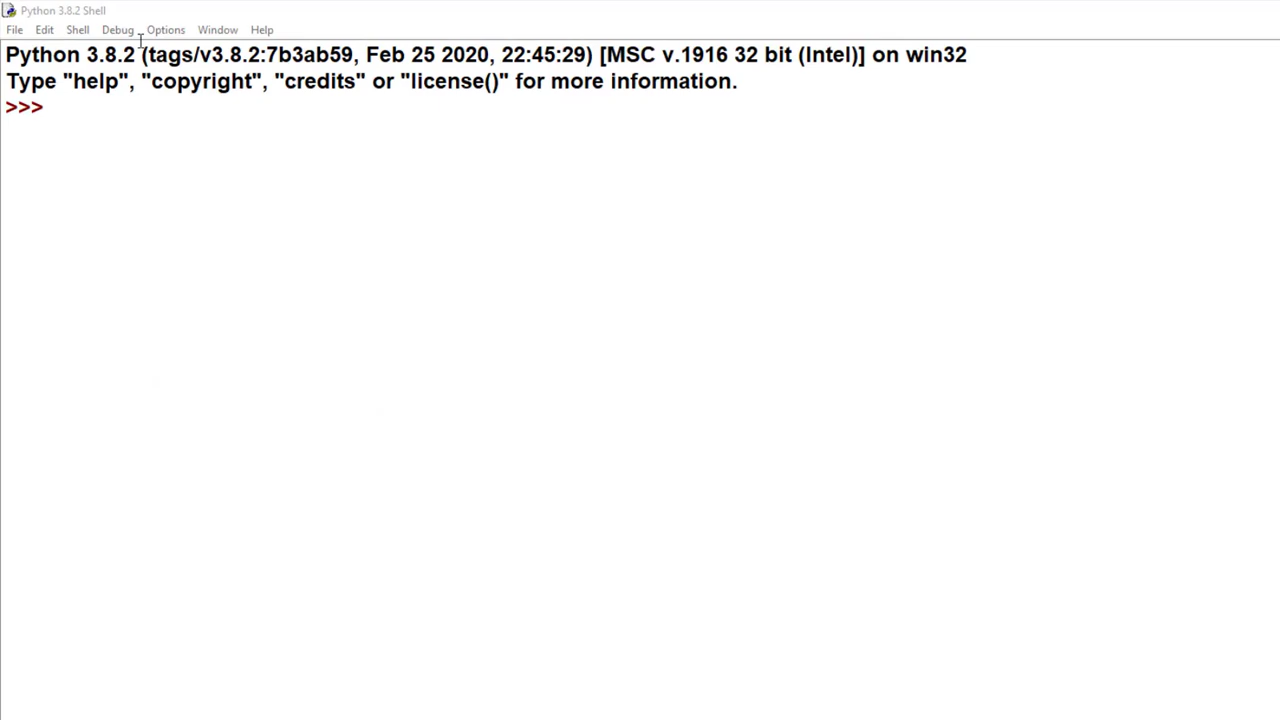 Python 3.8.2 Shell
File Edit Shell Debug Options Window Help
Python 3.8.2 (tags/v3.8.2:7b3ab59, Feb 25 2020, 22:45:29) [MSC v.1916 32 bit (Intel)] on win32
Type "help", "copyright", "credits" or "license()" for more information.
>>>